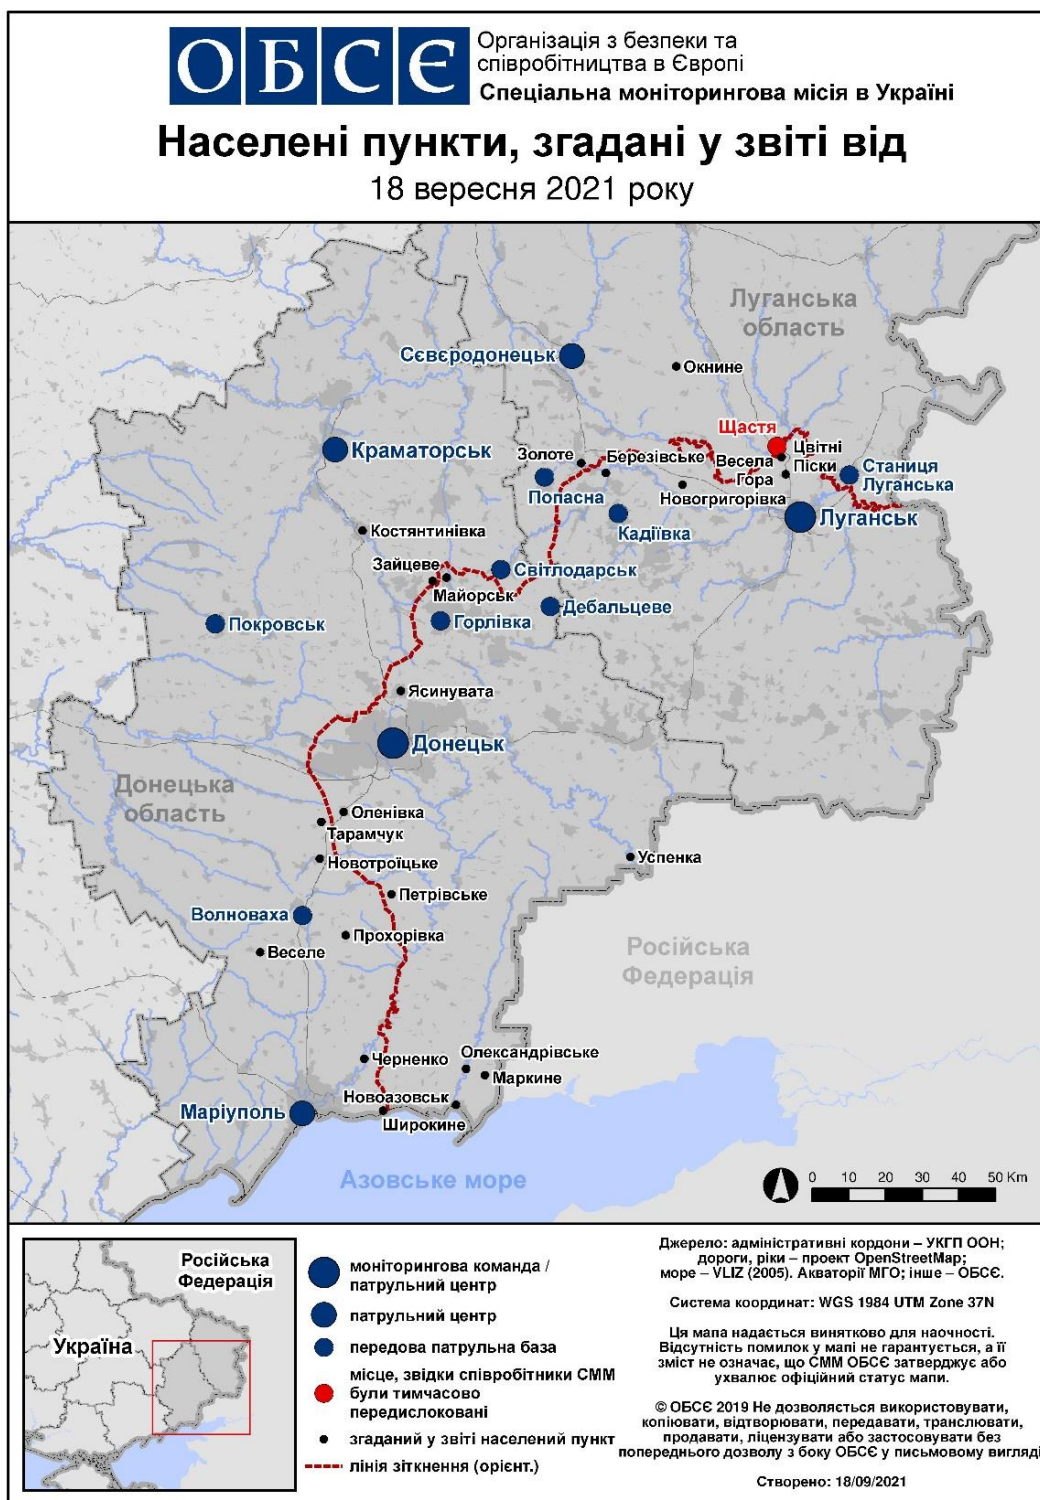 ОБСЄ
Організація з безпеки та
співробітництва в Європі
Спеціальна моніторингова місія в Україні
Населені пункти, згадані у звіті від
18 вересня 2021 року
Луганська
область
Сєвєродонецьк
Окнине
Щастя
Краматорськ
Золоте
Березівське
Весела
Гора
Цвітні
Піски
Станиця
Луганська
Попасна
Новогригорівка
Кадіївка
Луганськ
Костянтинівка
Зайцеве
Світлодарськ
Майорськ
Дебальцеве
Покровськ
Горлівка
Ясинувата
Донецьк
Донецька
область
Оленівка
Тарамчук
Новотроїцьке
Успенка
Петрівське
Волноваха
Прохорівка
Веселе
Російська
Федерація
Черненко
Олександрівське
Маркине
Новоазовськ
Маріуполь
Широкине
Азовське море
0 10 20 30 40 50 Km
Російська
Федерація
Україна
моніторингова команда /
патрульний центр
патрульний центр
передова патрульна база
місце, звідки співробітники СММ
були тимчасово
передислоковані
згаданий у звіті населений пункт
лінія зіткнення (орієнт.)
Джерело: адміністративні кордони – УКГП ООН;
дороги, ріки – проект OpenStreetMap;
море – VLIZ (2005). Акваторії МГО; інше – ОБСЄ.
Система координат: WGS 1984 UTM Zone 37N
Ця мапа надається винятково для наочності.
Відсутність помилок у мапі не гарантується, а її
зміст не означає, що СММ ОБСЄ затверджує або
ухвалює офіційний статус мапи.
© ОБСЄ 2019 Не дозволяється використовувати,
копіювати, відтворювати, передавати, транслювати,
продавати, ліцензувати або застосовувати без
попереднього дозволу з боку ОБСЄ у письмовому вигляді
Створено: 18/09/2021